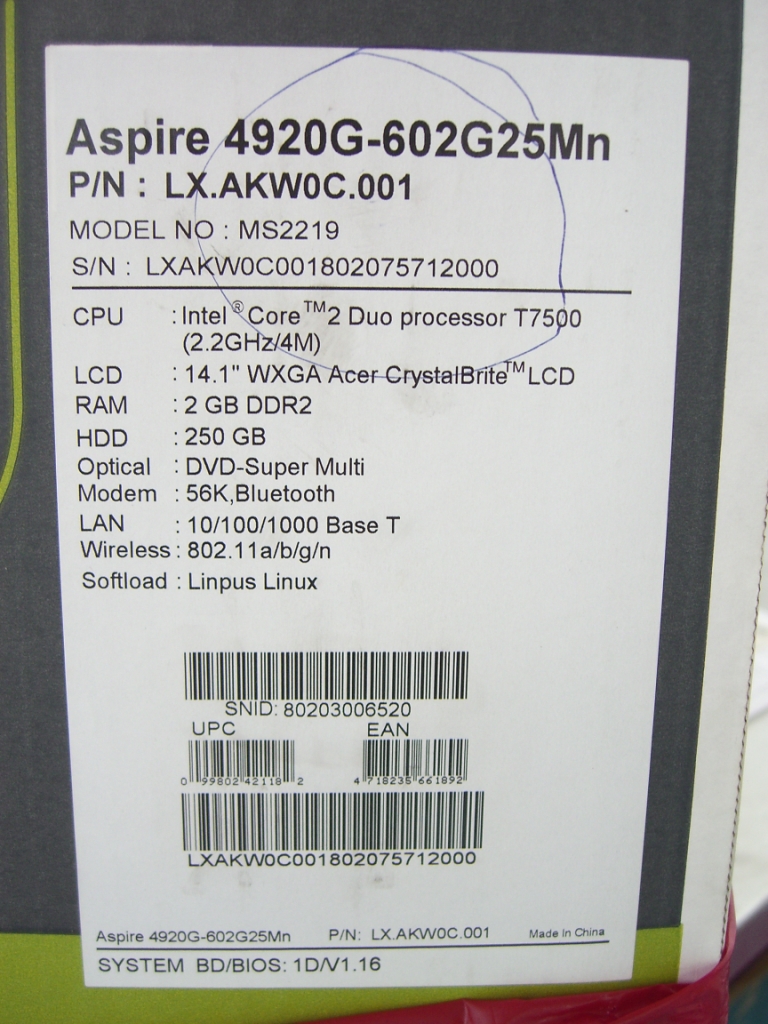 Aspire 4920G-602G25Mn
P/N : LX.AKW0C.001
MODEL NO : MS2219
S/N : LXAKW0C001802075712000
CPU : Intel® Core™2 Duo processor T7500
(2.2GHz/4M)
LCD : 14.1" WXGA Acer CrystalBrite™ LCD
RAM : 2 GB DDR2
HDD : 250 GB
Optical : DVD-Super Multi
Modem : 56K,Bluetooth
LAN : 10/100/1000 Base T
Wireless : 802.11a/b/g/n
Softload : Linpus Linux
SNID: 80203006520
UPC EAN
0 99802 42118 2 4 718235 661892
LXAKW0C001802075712000
Aspire 4920G-602G25Mn P/N: LX.AKW0C.001 Made In China
SYSTEM BD/BIOS: 1D/V1.16